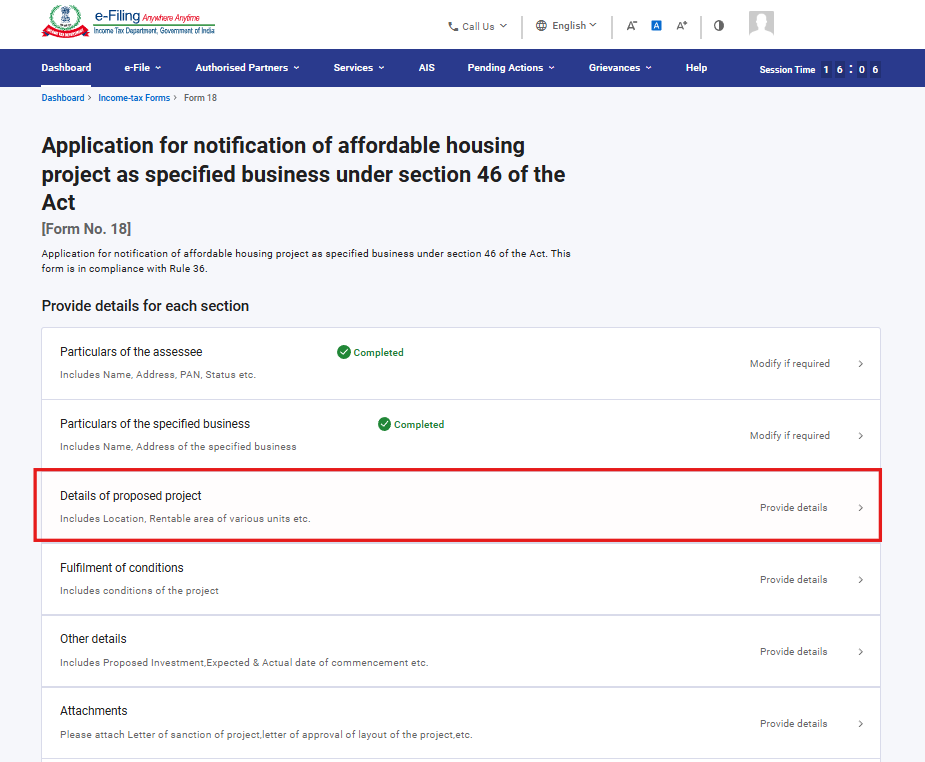 e-Filing Anywhere Anytime
Income Tax Department, Government of India
INCOME TAX DEPARTMENT
Call Us
English
A-
A
A+
Dashboard e-File Authorised Partners Services AIS Pending Actions Grievances Help Session Time 1 6 : 0 6
Dashboard > Income-tax Forms > Form 18
Application for notification of affordable housing
project as specified business under section 46 of the
Act
[Form No. 18]
Application for notification of affordable housing project as specified business under section 46 of the Act. This
form is in compliance with Rule 36.
Provide details for each section
Particulars of the assessee Completed
Includes Name, Address, PAN, Status etc.
Modify if required
Particulars of the specified business Completed
Includes Name, Address of the specified business
Modify if required
Details of proposed project
Includes Location, Rentable area of various units etc.
Provide details
Fulfilment of conditions
Includes conditions of the project
Provide details
Other details
Includes Proposed Investment,Expected & Actual date of commencement etc.
Provide details
Attachments
Please attach Letter of sanction of project,letter of approval of layout of the project,etc.
Provide details